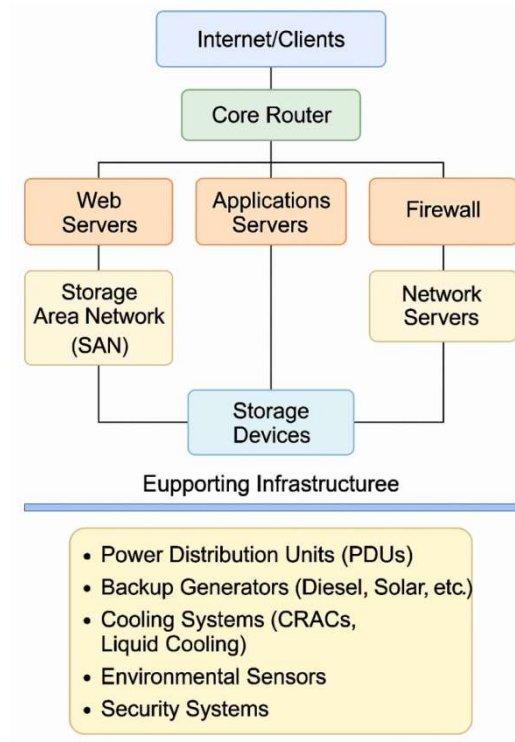 Internet/Clients
Core Router
Web
Servers
Applications
Servers
Firewall
Storage
Area Network
(SAN)
Network
Servers
Storage
Devices
Eupporting Infrastructuree
• Power Distribution Units (PDUs)
• Backup Generators (Diesel, Solar, etc.)
• Cooling Systems (CRACs,
Liquid Cooling)
• Environmental Sensors
• Security Systems